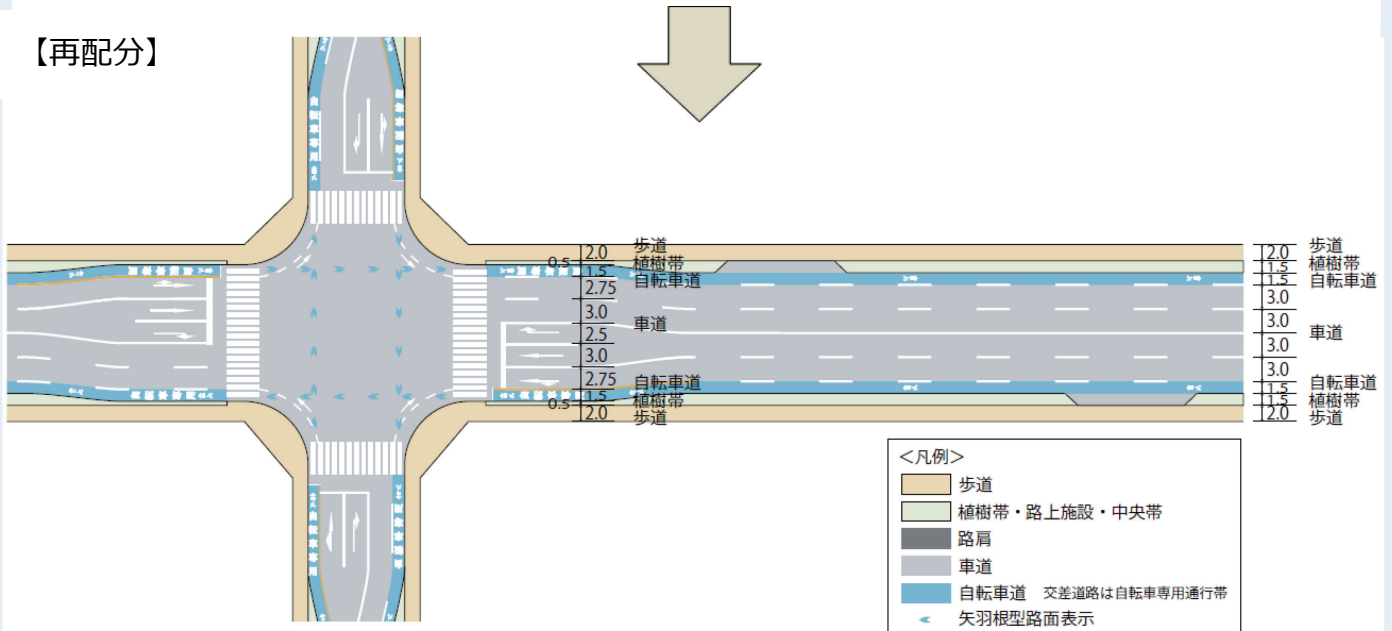 【再配分】
2.0 歩道
0.5 植樹帯
1.5 自転車道
2.75
3.0 車道
2.5
3.0
2.75 自転車道
1.5 植樹帯
0.5
2.0 歩道
2.0 歩道
1.5 植樹帯
1.5 自転車道
3.0
3.0 車道
3.0
3.0
1.5 自転車道
1.5 植樹帯
2.0 歩道
<凡例>
歩道
植樹帯・路上施設・中央帯
路肩
車道
自転車道 交差道路は自転車専用通行帯
矢羽根型路面表示